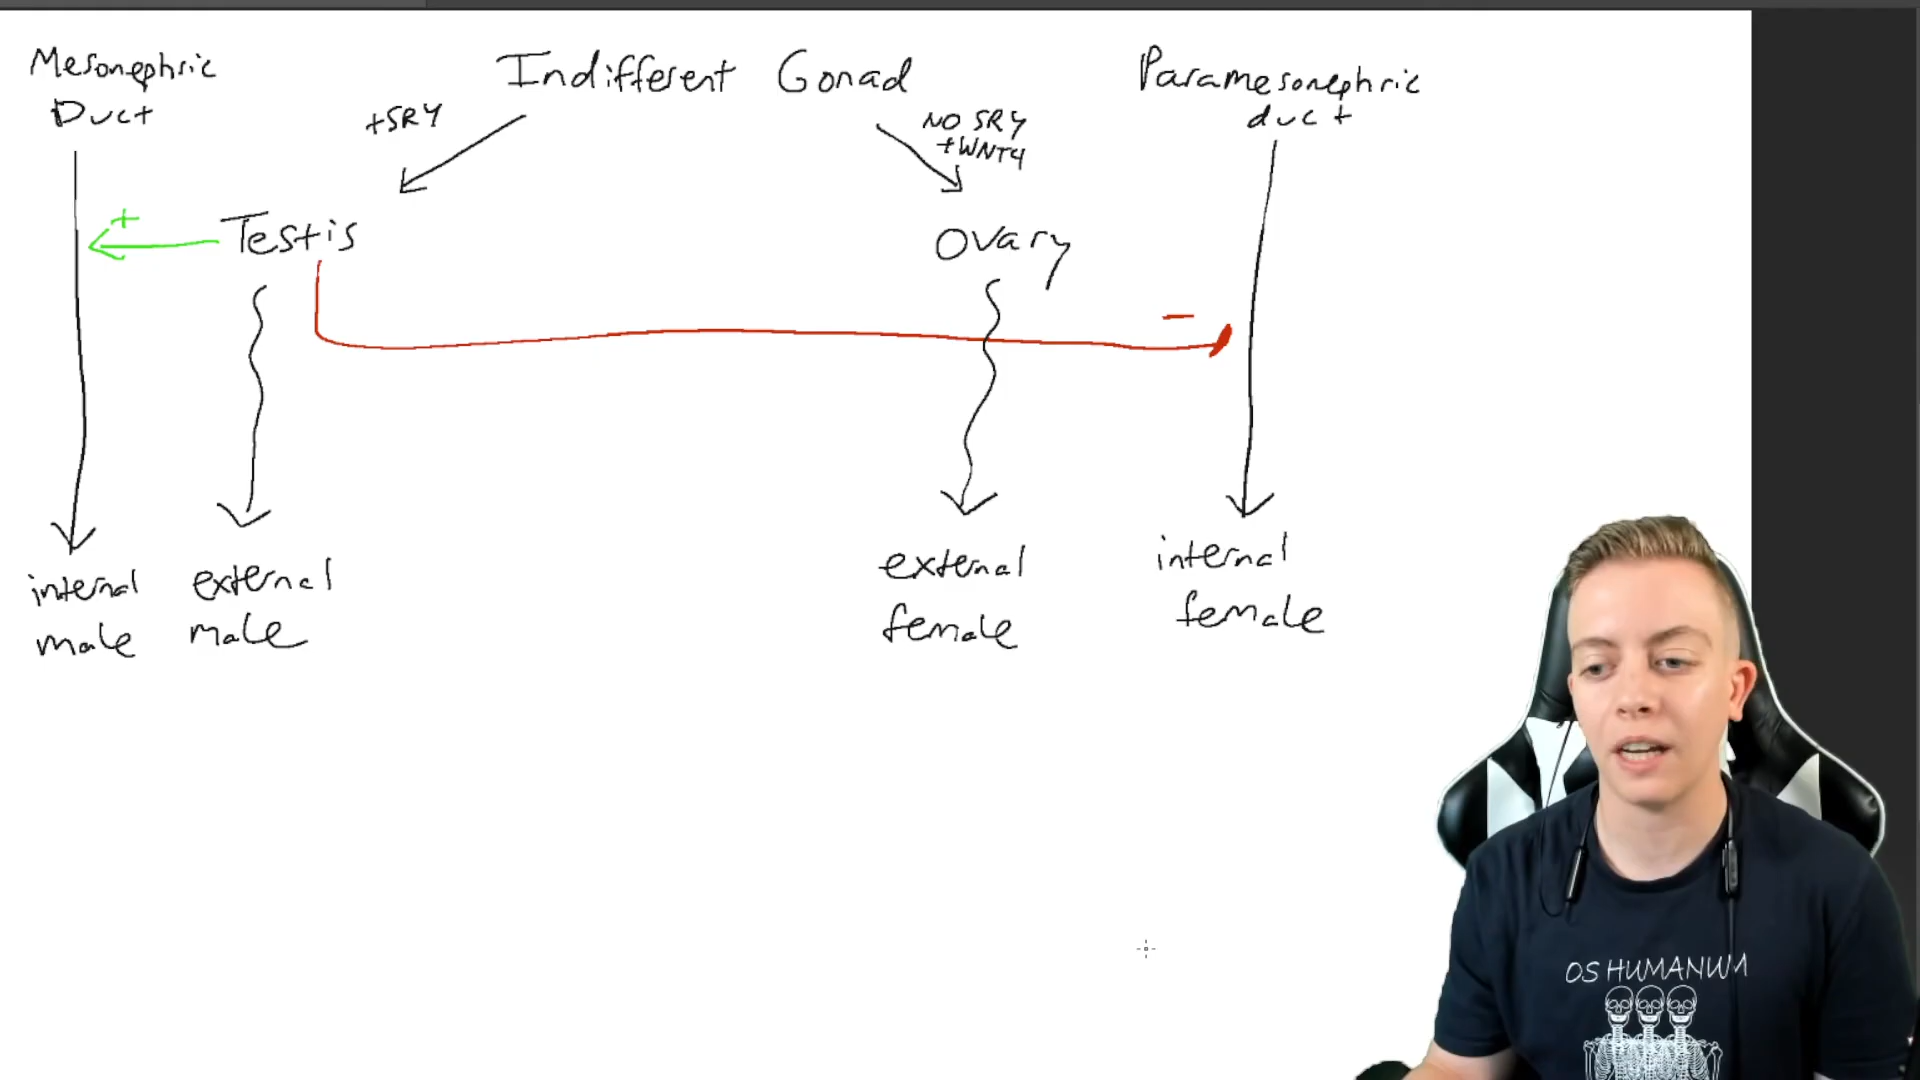 Mesonephric
Duct
Indifferent Gonad
Paramesonephric
duct
+SRY
NO SRY
+WNT4
+
Testis
Ovary
-
internal
male
external
male
external
female
internal
female
OS HUMANUM